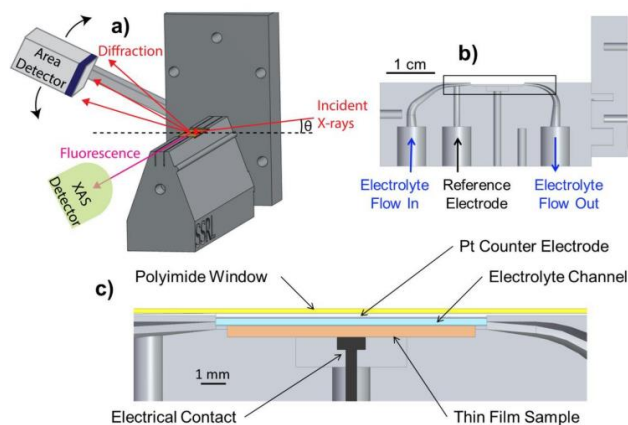 a)
Area
Detector
Diffraction
Incident
X-rays
θ
Fluorescence
XAS
Detector
SSRL
b)
1 cm
Electrolyte
Flow In
Reference
Electrode
Electrolyte
Flow Out
c)
Pt Counter Electrode
Polyimide Window
Electrolyte Channel
1 mm
Electrical Contact
Thin Film Sample